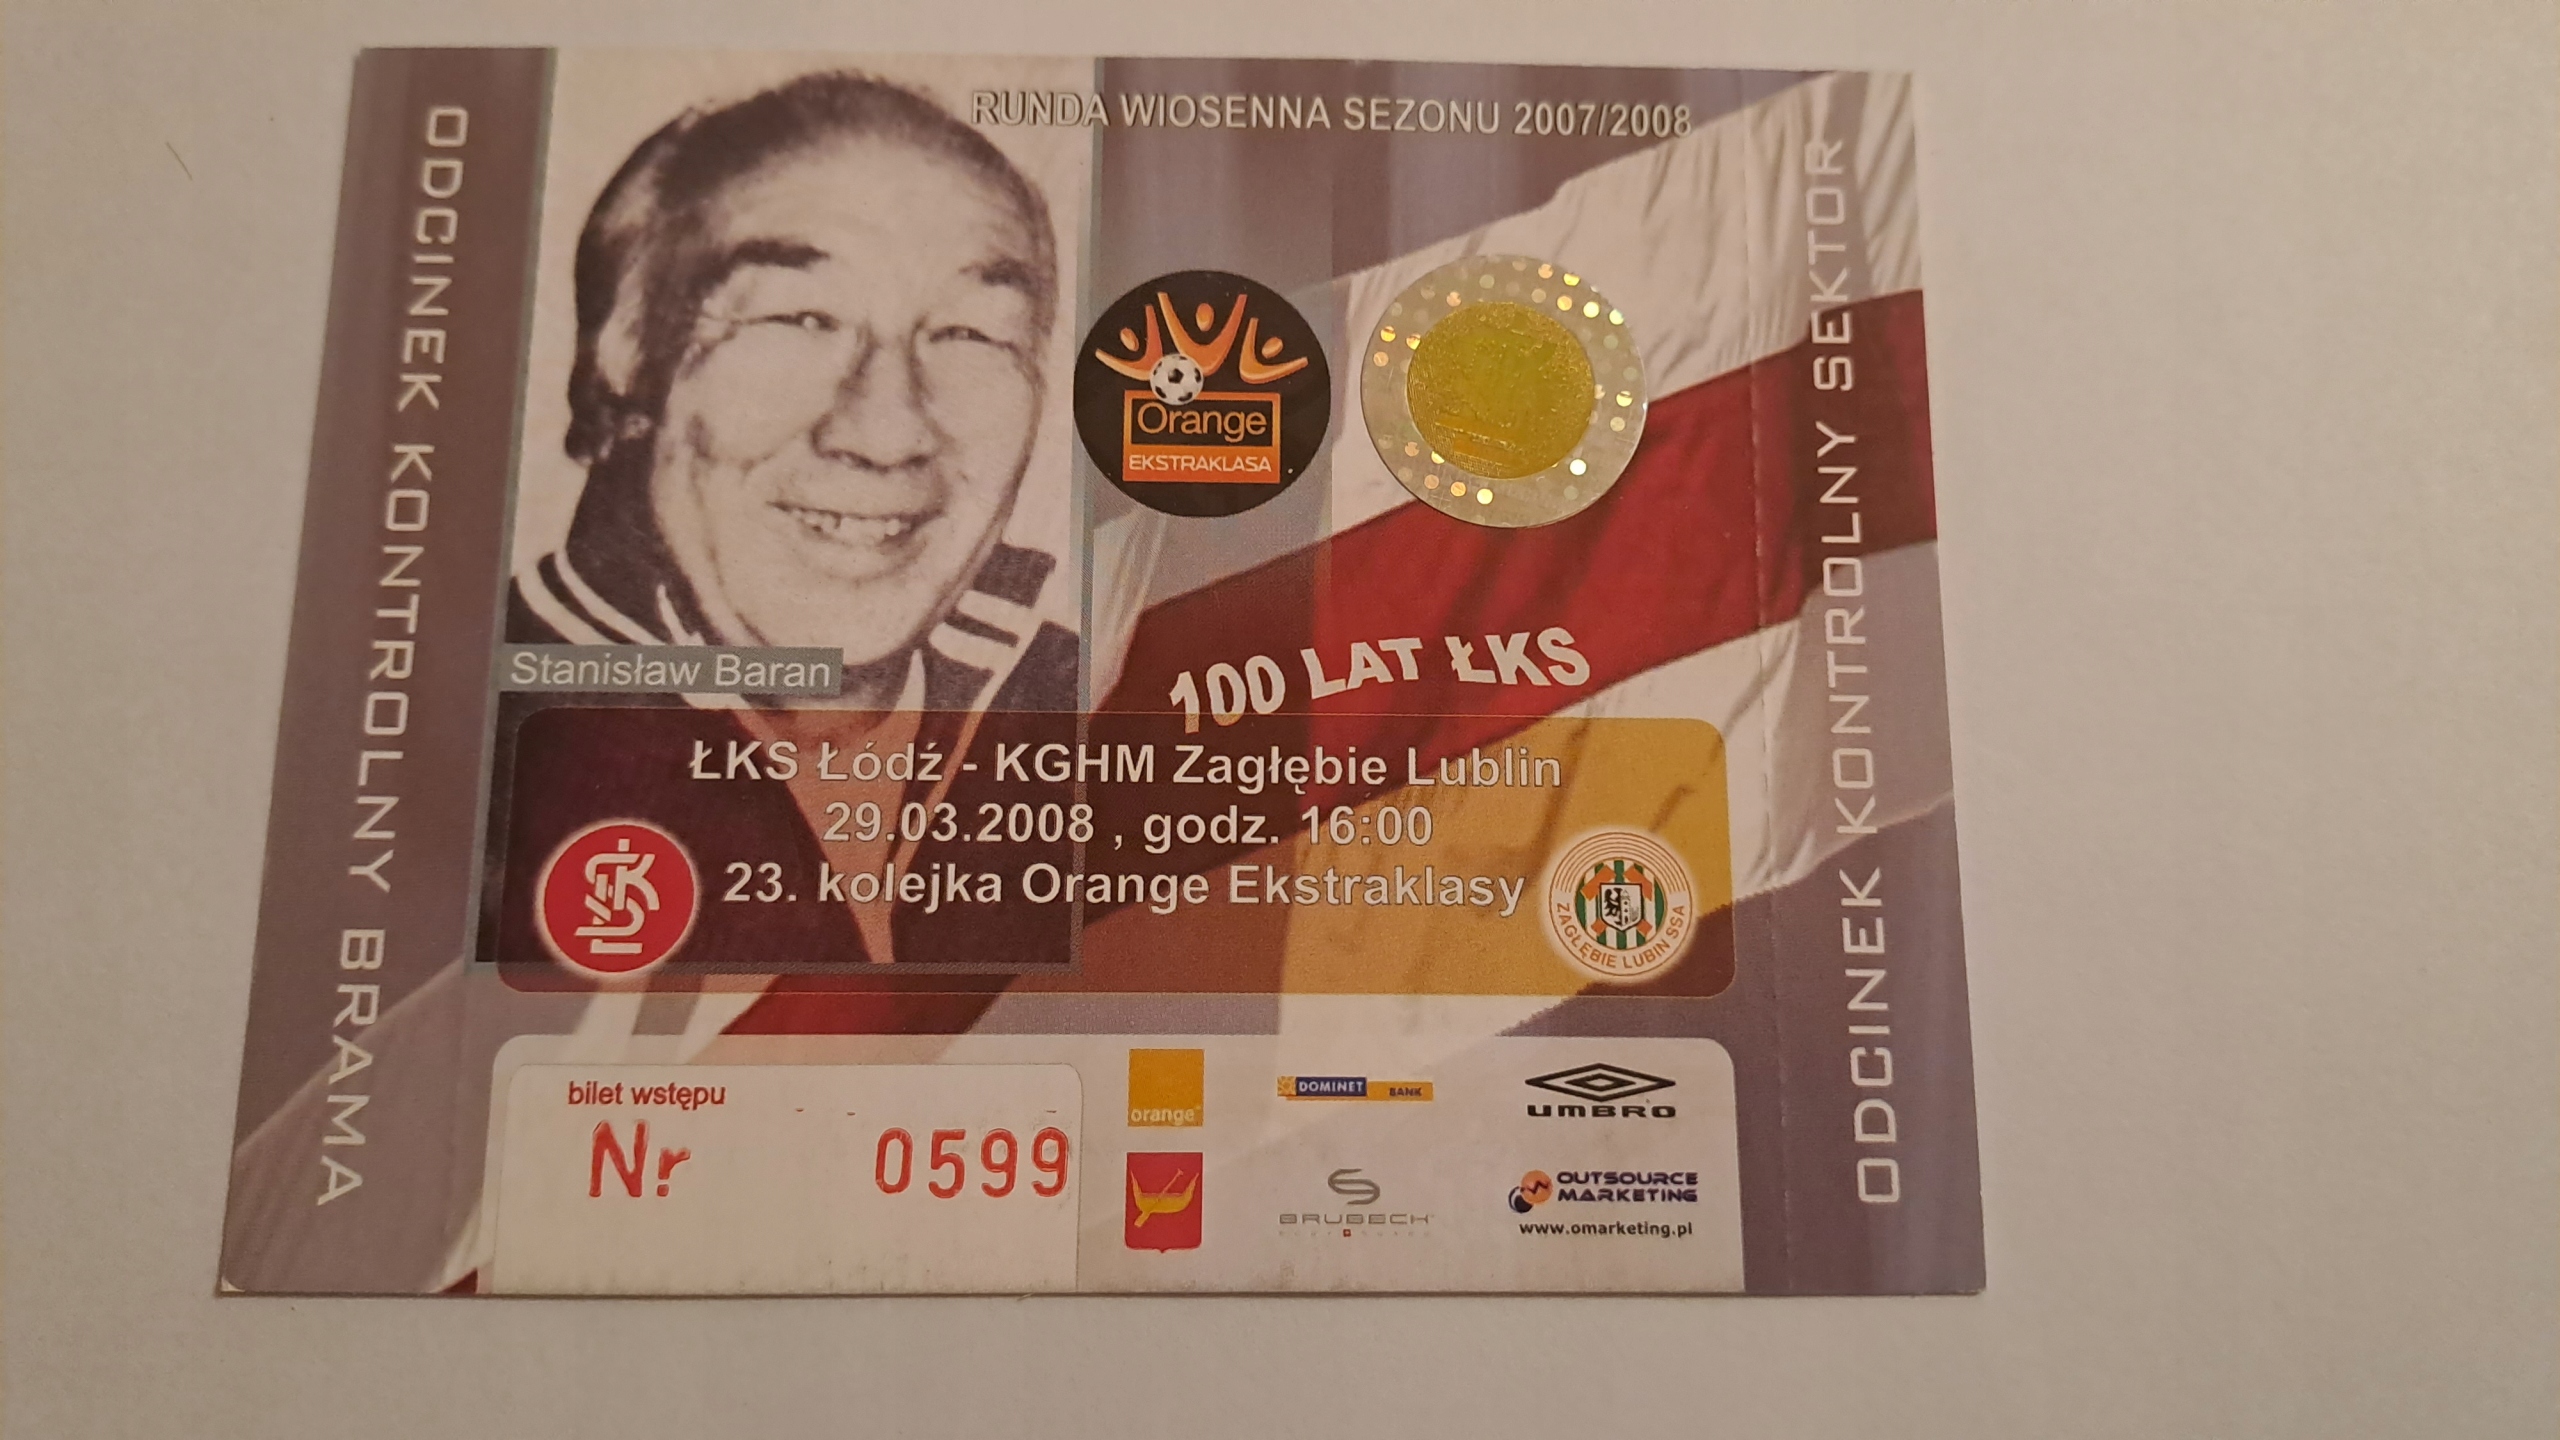 ODCINEK KONTROLNY BRAMA
RUNDA WIOSENNA SEZONU 2007/2008
Orange
EKSTRAKLASA
Stanisław Baran
100 LAT ŁKS
ŁKS Łódź - KGHM Zagłębie Lublin
29.03.2008 , godz. 16:00
23. kolejka Orange Ekstraklasy
ŁKS
ZAGŁĘBIE LUBIN SSA
bilet wstępu
Nr 0599
orange
DOMINET BANK
UMBRO
BRUBECK
OUTSOURCE
MARKETING
www.omarketing.pl
ODCINEK KONTROLNY SEKTOR